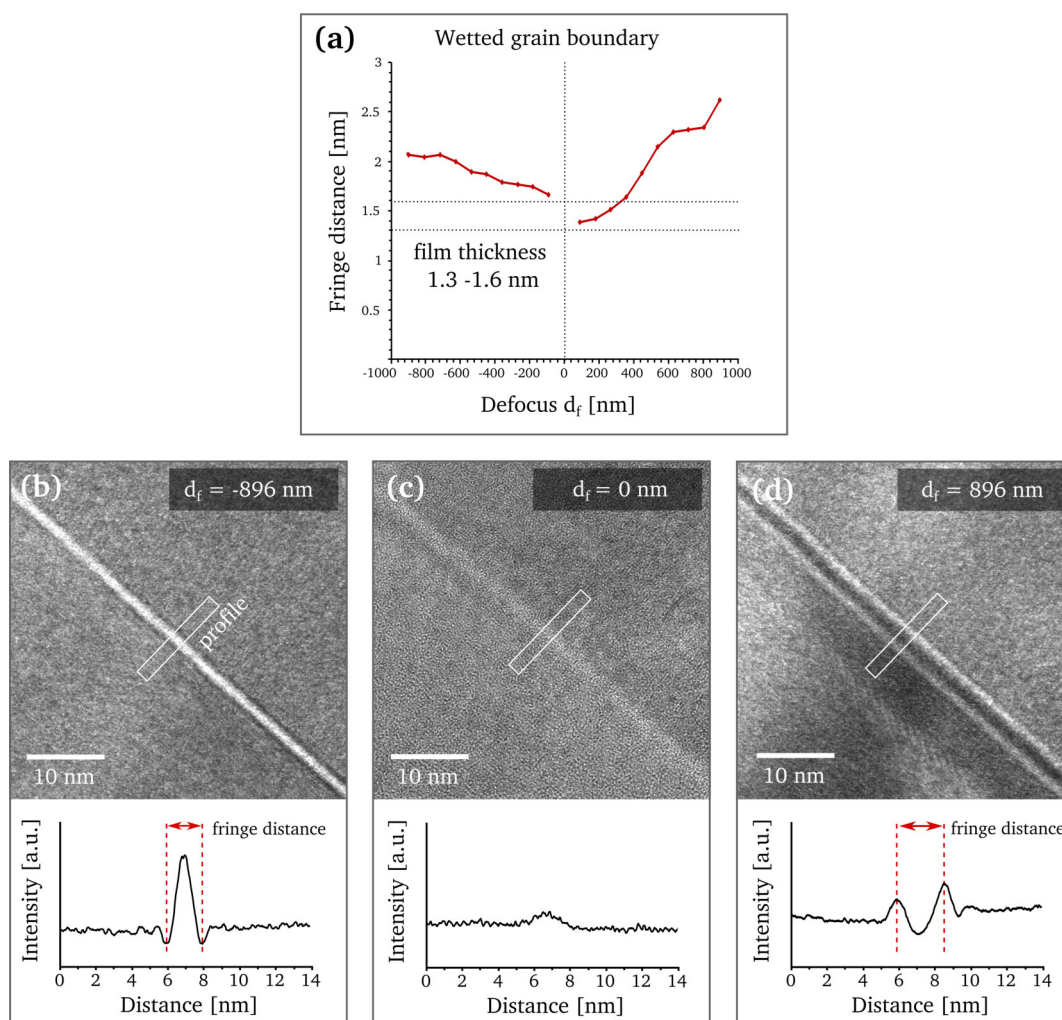 (a)
Wetted grain boundary
3
2.5
2
1.5
1
0.5
Fringe distance [nm]
film thickness
1.3 -1.6 nm
-1000 -800 -600 -400 -200 0 200 400 600 800 1000
Defocus d_f [nm]
(b)
d_f = -896 nm
profile
10 nm
fringe distance
Intensity [a.u.]
0 2 4 6 8 10 12 14
Distance [nm]
(c)
d_f = 0 nm
10 nm
Intensity [a.u.]
0 2 4 6 8 10 12 14
Distance [nm]
(d)
d_f = 896 nm
10 nm
fringe distance
Intensity [a.u.]
0 2 4 6 8 10 12 14
Distance [nm]